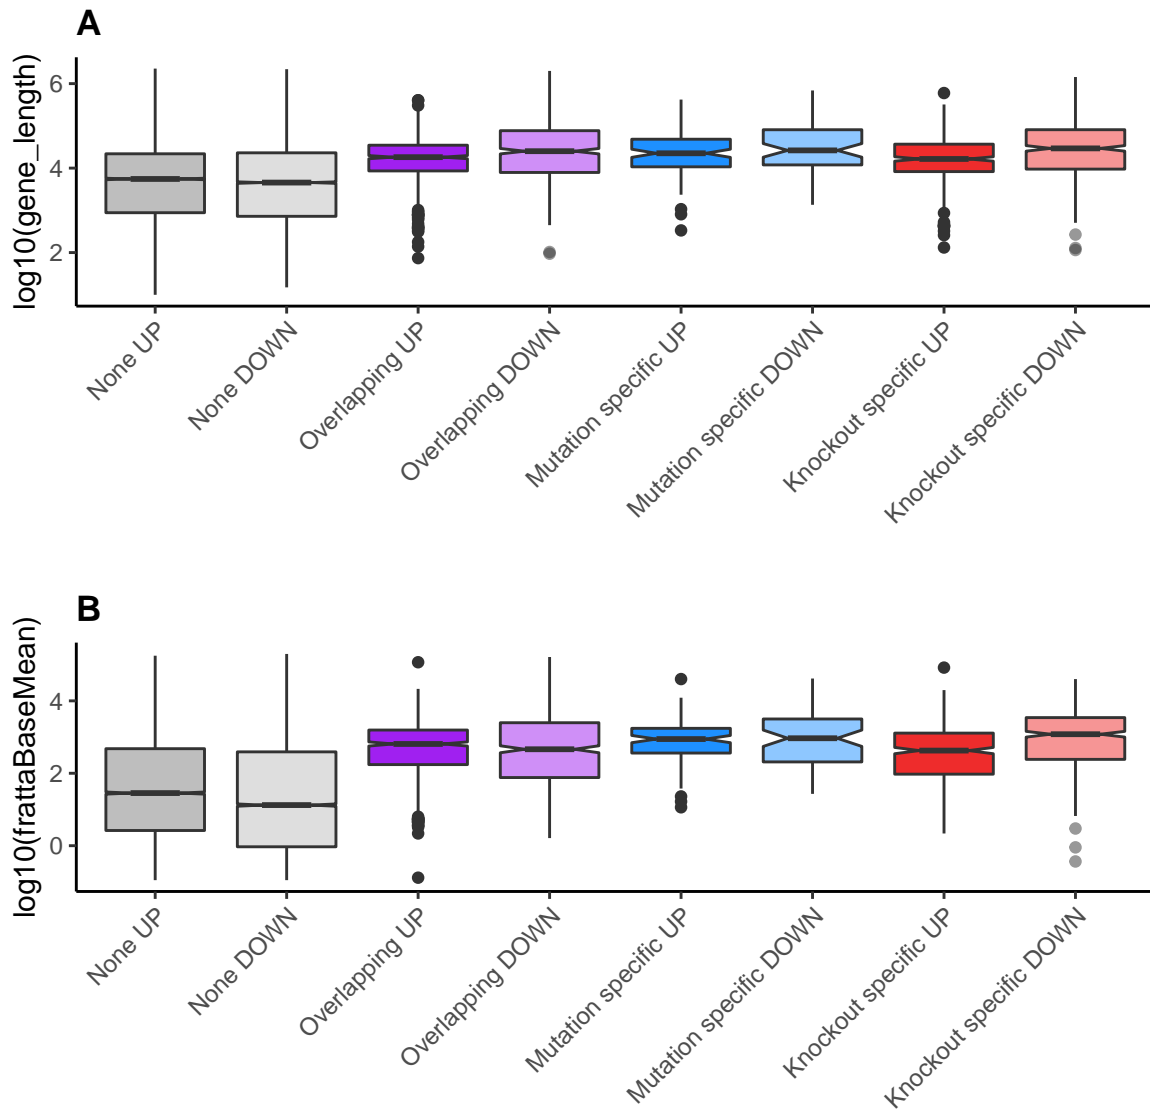 A
log10(gene_length)
6
4
2
None UP
None DOWN
Overlapping UP
Overlapping DOWN
Mutation specific UP
Mutation specific DOWN
Knockout specific UP
Knockout specific DOWN
B
log10(frattaBaseMean)
4
2
0
None UP
None DOWN
Overlapping UP
Overlapping DOWN
Mutation specific UP
Mutation specific DOWN
Knockout specific UP
Knockout specific DOWN